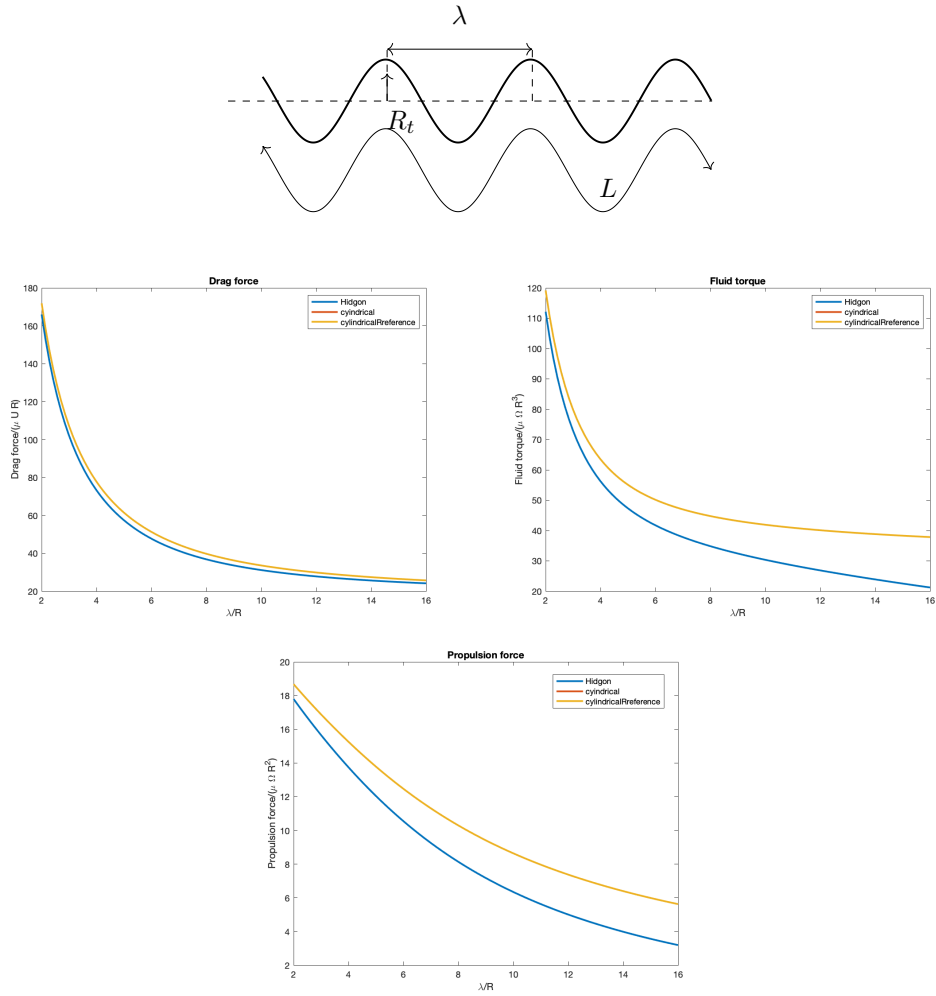 λ
R_t
L
Drag force
180
160
140
120
100
80
60
40
20
2 4 6 8 10 12 14 16
Drag force/(μ U R)
λ/R
Hidgon
cyindrical
cylindricalRreference
Fluid torque
120
110
100
90
80
70
60
50
40
30
20
2 4 6 8 10 12 14 16
Fluid torque/(μ Ω R^3)
λ/R
Hidgon
cyindrical
cylindricalRreference
Propulsion force
20
18
16
14
12
10
8
6
4
2
2 4 6 8 10 12 14 16
Propulsion force/(μ Ω R^2)
λ/R
Hidgon
cyindrical
cylindricalRreference